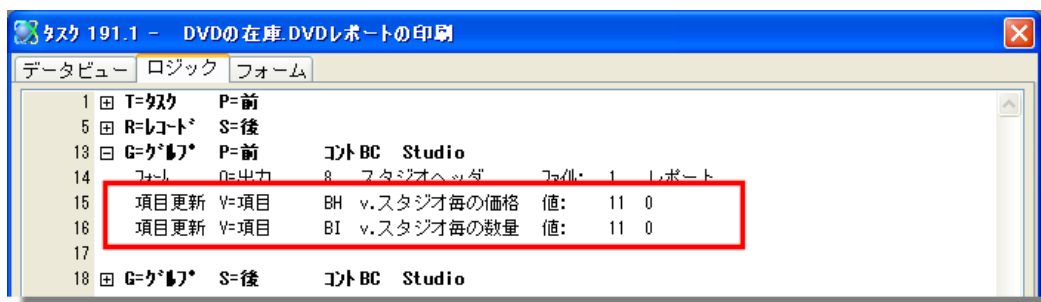 ﾀｽｸ 191.1 - DVDの在庫.DVDﾚﾎﾟｰﾄの印刷
データビュー ロジック フォーム
1 T=ﾀｽｸ P=前
5 R=ﾚｺｰﾄﾞ S=後
13 G=ｸﾞﾙｰﾌﾟ P=前 ｺﾝﾄ BC Studio
14 ﾌｫｰﾑ O=出力 8 スタジオヘッダ ﾌｧｲﾙ: 1 レポート
15 項目更新 V=項目 BH v.スタジオ毎の価格 値: 11 0
16 項目更新 V=項目 BI v.スタジオ毎の数量 値: 11 0
17
18 G=ｸﾞﾙｰﾌﾟ S=後 ｺﾝﾄ BC Studio